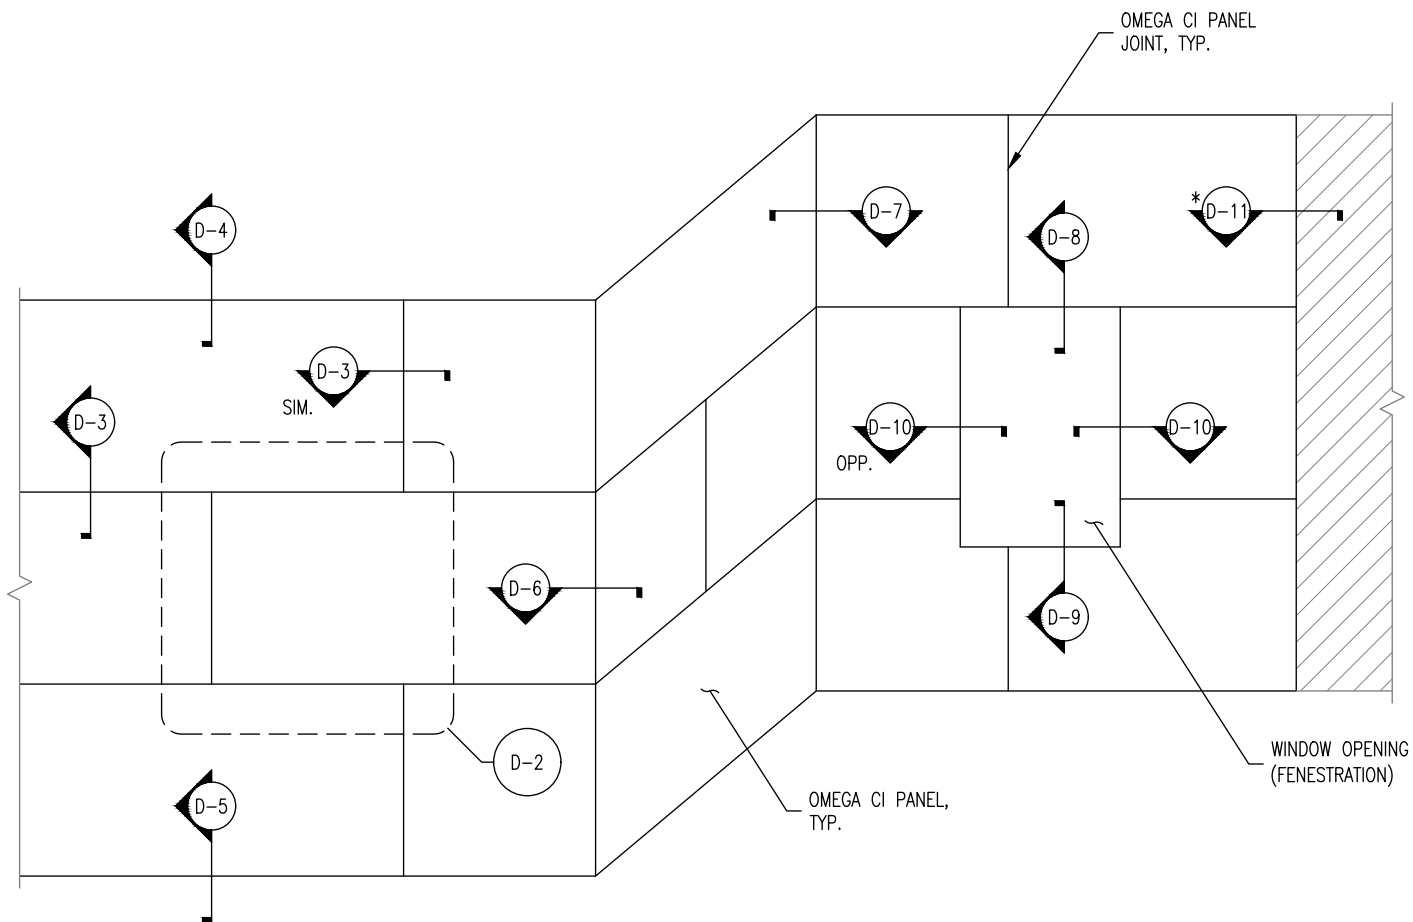 OMEGA CI PANEL
JOINT, TYP.
D-4
D-7
D-8
* D-11
D-3
SIM.
D-3
D-10
OPP.
D-10
D-6
D-9
D-2
D-5
OMEGA CI PANEL,
TYP.
WINDOW OPENING
(FENESTRATION)